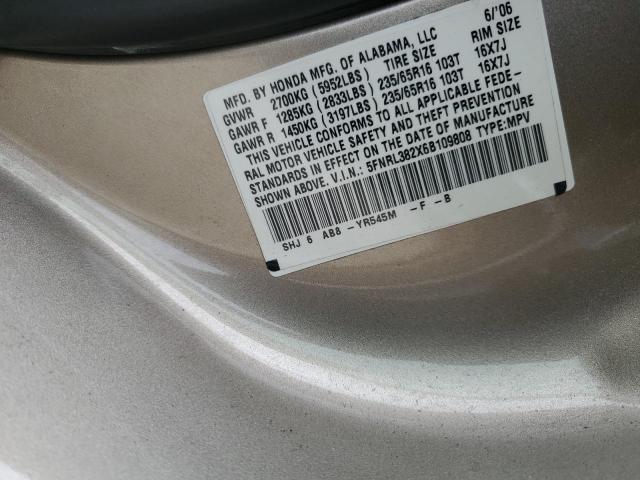 MFD. BY HONDA MFG. OF ALABAMA, LLC 6/'06
GVWR 2700KG (5952LBS) TIRE SIZE RIM SIZE
GAWR F 1285KG (2833LBS) 235/65R16 103T 16X7J
GAWR R 1450KG (3197LBS) 235/65R16 103T 16X7J
THIS VEHICLE CONFORMS TO ALL APPLICABLE FEDE-
RAL MOTOR VEHICLE SAFETY AND THEFT PREVENTION
STANDARDS IN EFFECT ON THE DATE OF MANUFACTURE
SHOWN ABOVE. V.I.N.: 5FNRL382X6B109808 TYPE:MPV
SHJ 6 AB8 - YR545M - F - B